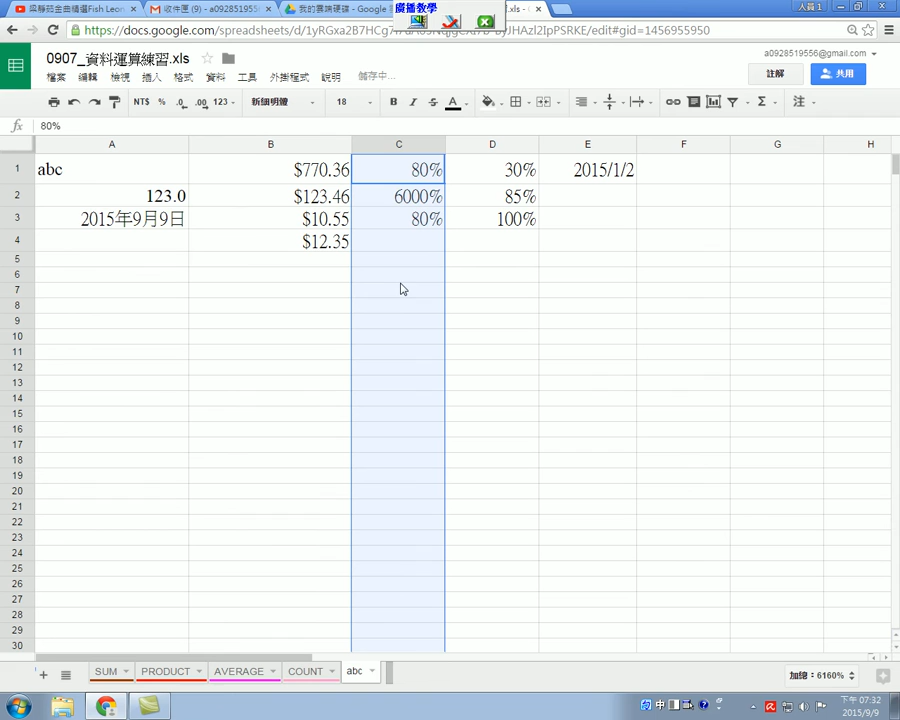 梁靜茹金曲精選Fish Leon
收件匣 (9) - a092851955
我的雲端硬碟 - Google
廣播教學
.xls -
人員 1
https://docs.google.com/spreadsheets/d/1yRGxa2B7HCg
edit#gid=1456955950
0907_資料運算練習.xls
a0928519556@gmail.com
檔案 編輯 檢視 插入 格式 資料 工具 外掛程式 說明 儲存中...
註解 共用
NT$ % .0 .00 123 新細明體 18 B I S A Σ 注
fx 80%
A B C D E F G H
1 abc $770.36 80% 30% 2015/1/2
2 123.0 $123.46 6000% 85%
3 2015年9月9日 $10.55 80% 100%
4 $12.35
5
6
7
8
9
10
11
12
13
14
15
16
17
18
19
20
21
22
23
24
25
26
27
28
29
30
SUM PRODUCT AVERAGE COUNT abc 加總：6160%
中 下午 07:32
2015/9/9